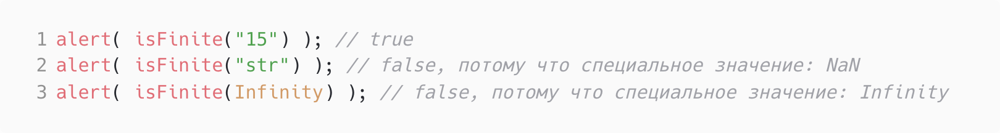 1 alert( isFinite("15") ); // true
2 alert( isFinite("str") ); // false, потому что специальное значение: NaN
3 alert( isFinite(Infinity) ); // false, потому что специальное значение: Infinity